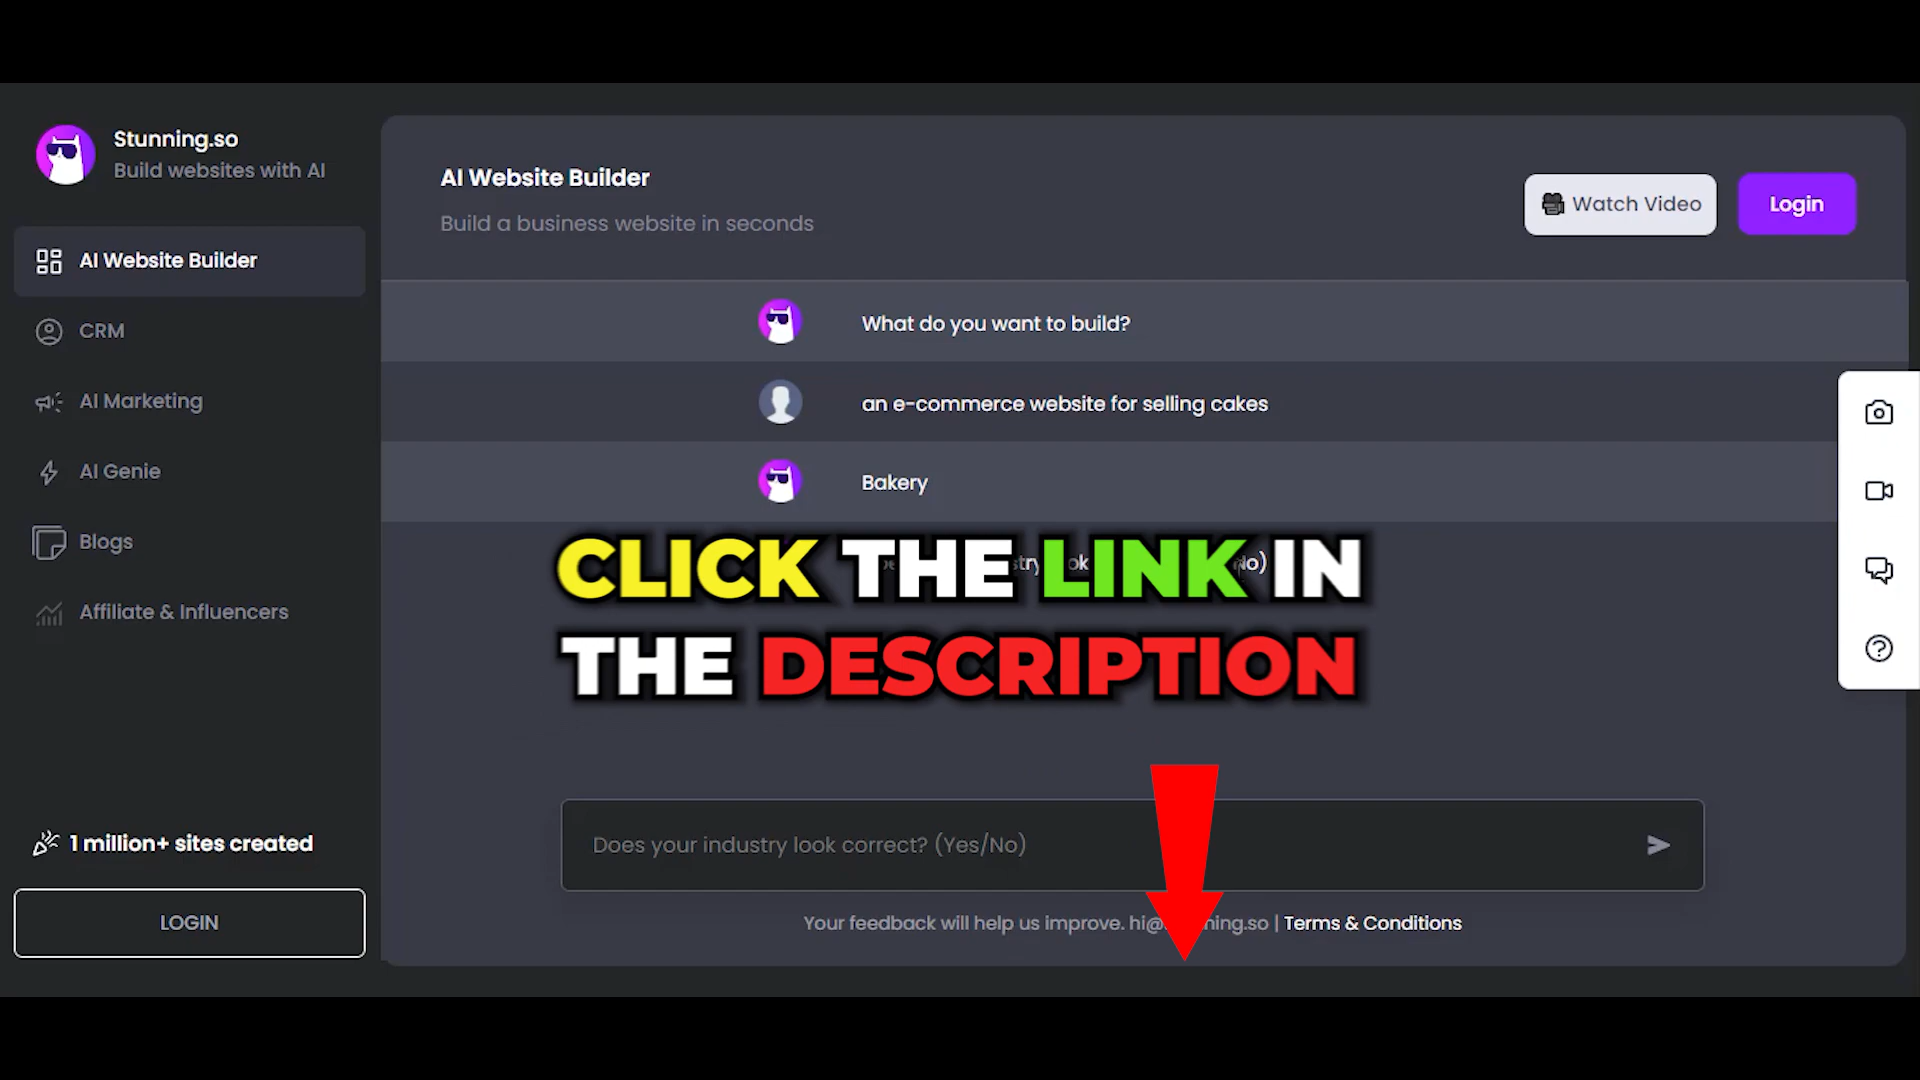 Stunning.so
Build websites with AI
AI Website Builder
CRM
AI Marketing
AI Genie
Blogs
Affiliate & Influencers
1 million+ sites created
LOGIN
AI Website Builder
Build a business website in seconds
Watch Video
Login
What do you want to build?
an e-commerce website for selling cakes
Bakery
CLICK THE LINK IN
THE DESCRIPTION
Does your industry look correct? (Yes/No)
Your feedback will help us improve. | Terms & Conditions